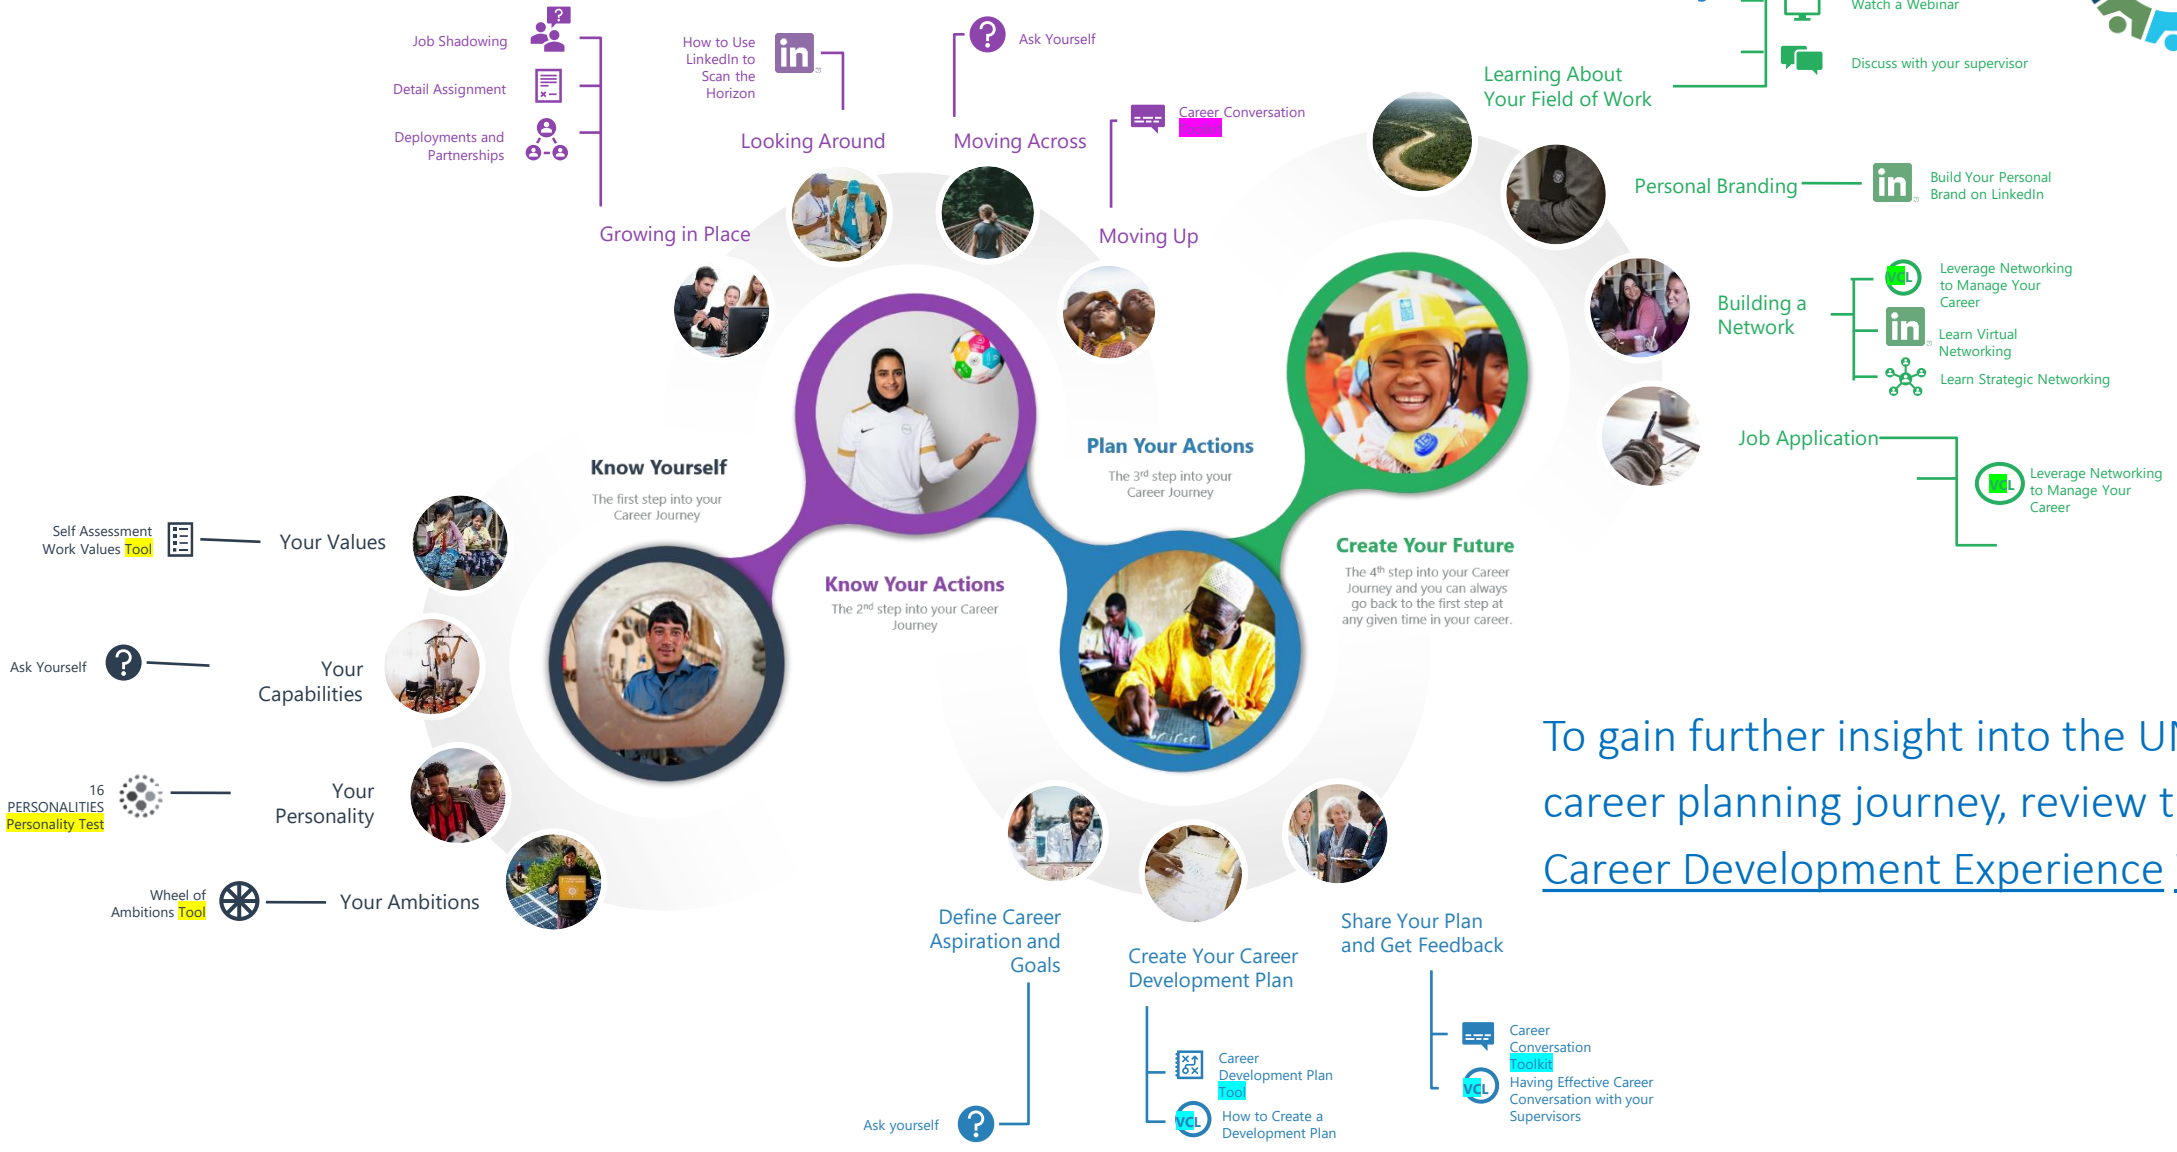 Job Shadowing
Detail Assignment
Deployments and
Partnerships
Growing in Place
How to Use
LinkedIn to
Scan the
Horizon
in
Looking Around
?
Ask Yourself
Moving Across
Career Conversation
Moving Up
Watch a Webinar
Discuss with your supervisor
Learning About
Your Field of Work
Personal Branding
in
Build Your Personal
Brand on LinkedIn
Building a
Network
VCL
Leverage Networking
to Manage Your
Career
in
Learn Virtual
Networking
Learn Strategic Networking
Job Application
VCL
Leverage Networking
to Manage Your
Career
Know Yourself
The first step into your
Career Journey
Know Your Actions
The 2nd step into your Career
Journey
Plan Your Actions
The 3rd step into your
Career Journey
Create Your Future
The 4th step into your Career
Journey and you can always
go back to the first step at
any given time in your career.
Self Assessment
Work Values Tool
Your Values
Ask Yourself
?
Your
Capabilities
16
PERSONALITIES
Personality Test
Your
Personality
Wheel of
Ambitions Tool
Your Ambitions
Define Career
Aspiration and
Goals
Ask yourself
?
Create Your Career
Development Plan
Career
Development Plan
Tool
VCL
How to Create a
Development Plan
Share Your Plan
and Get Feedback
Career
Conversation
Toolkit
VCL
Having Effective Career
Conversation with your
Supervisors
To gain further insight into the
career planning journey, review
Career Development Experience